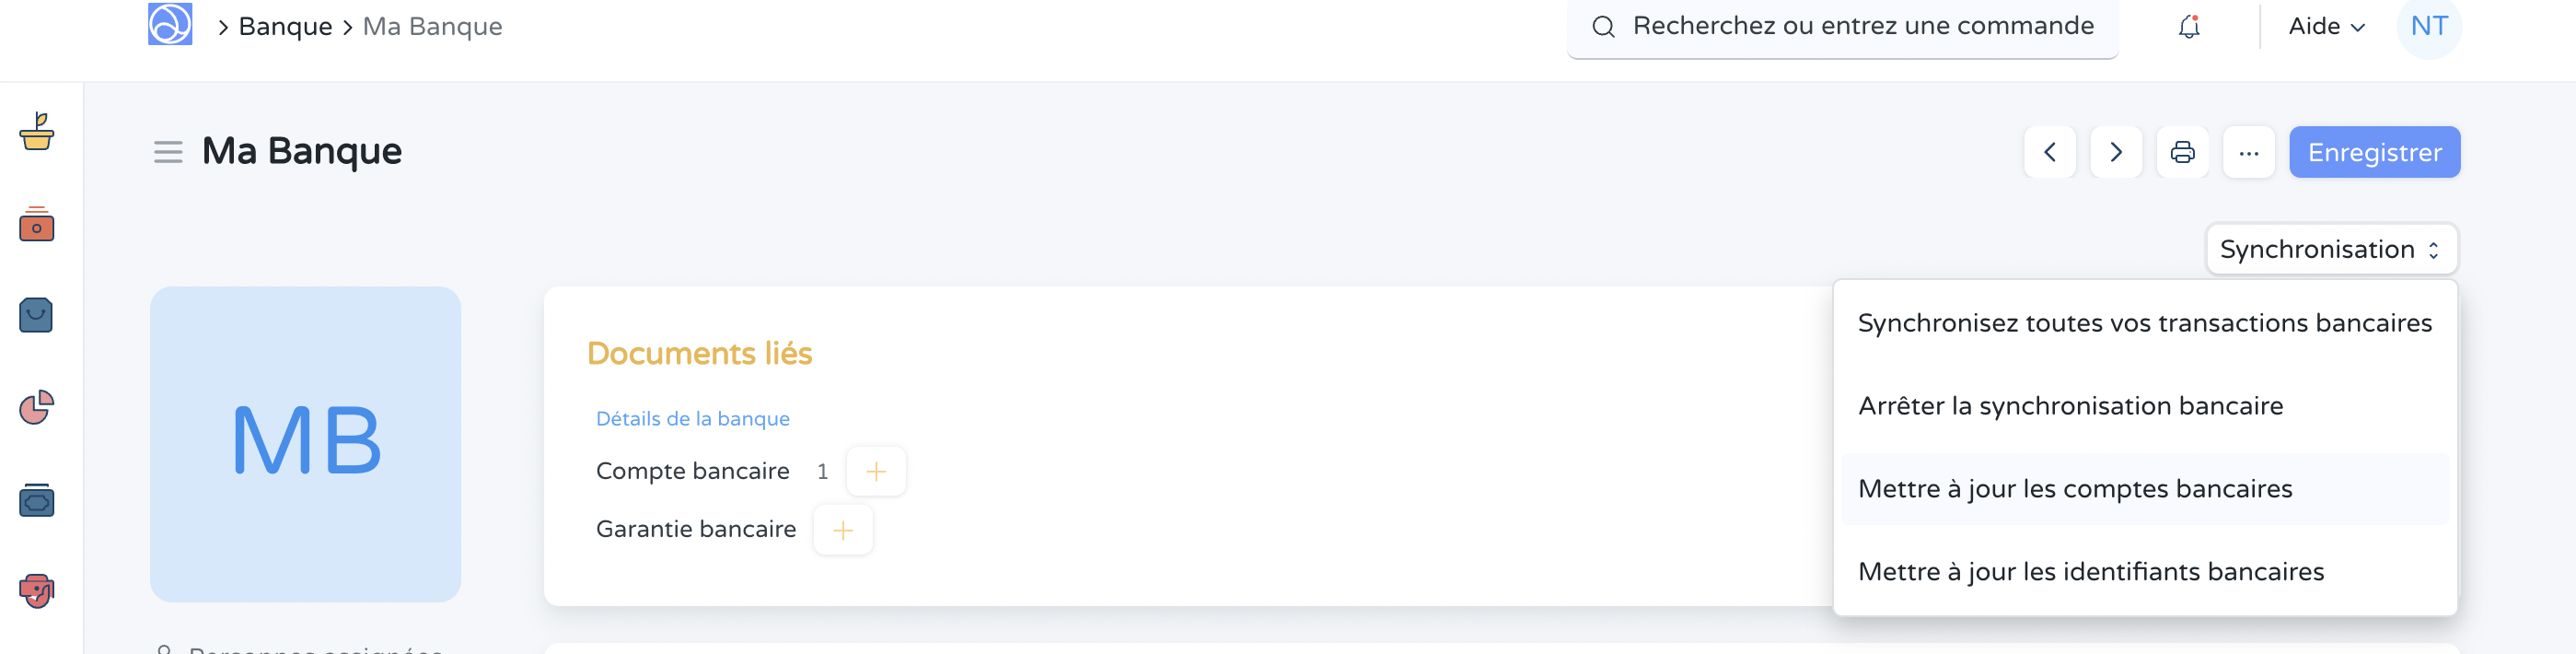 Banque
Ma Banque
Recherchez ou entrez une commande
Aide
NT
Ma Banque
...
Enregistrer
Synchronisation
Synchronisez toutes vos transactions bancaires
Arrêter la synchronisation bancaire
Mettre à jour les comptes bancaires
Mettre à jour les identifiants bancaires
MB
Documents liés
Détails de la banque
Compte bancaire 1
Garantie bancaire
Personnes assignées